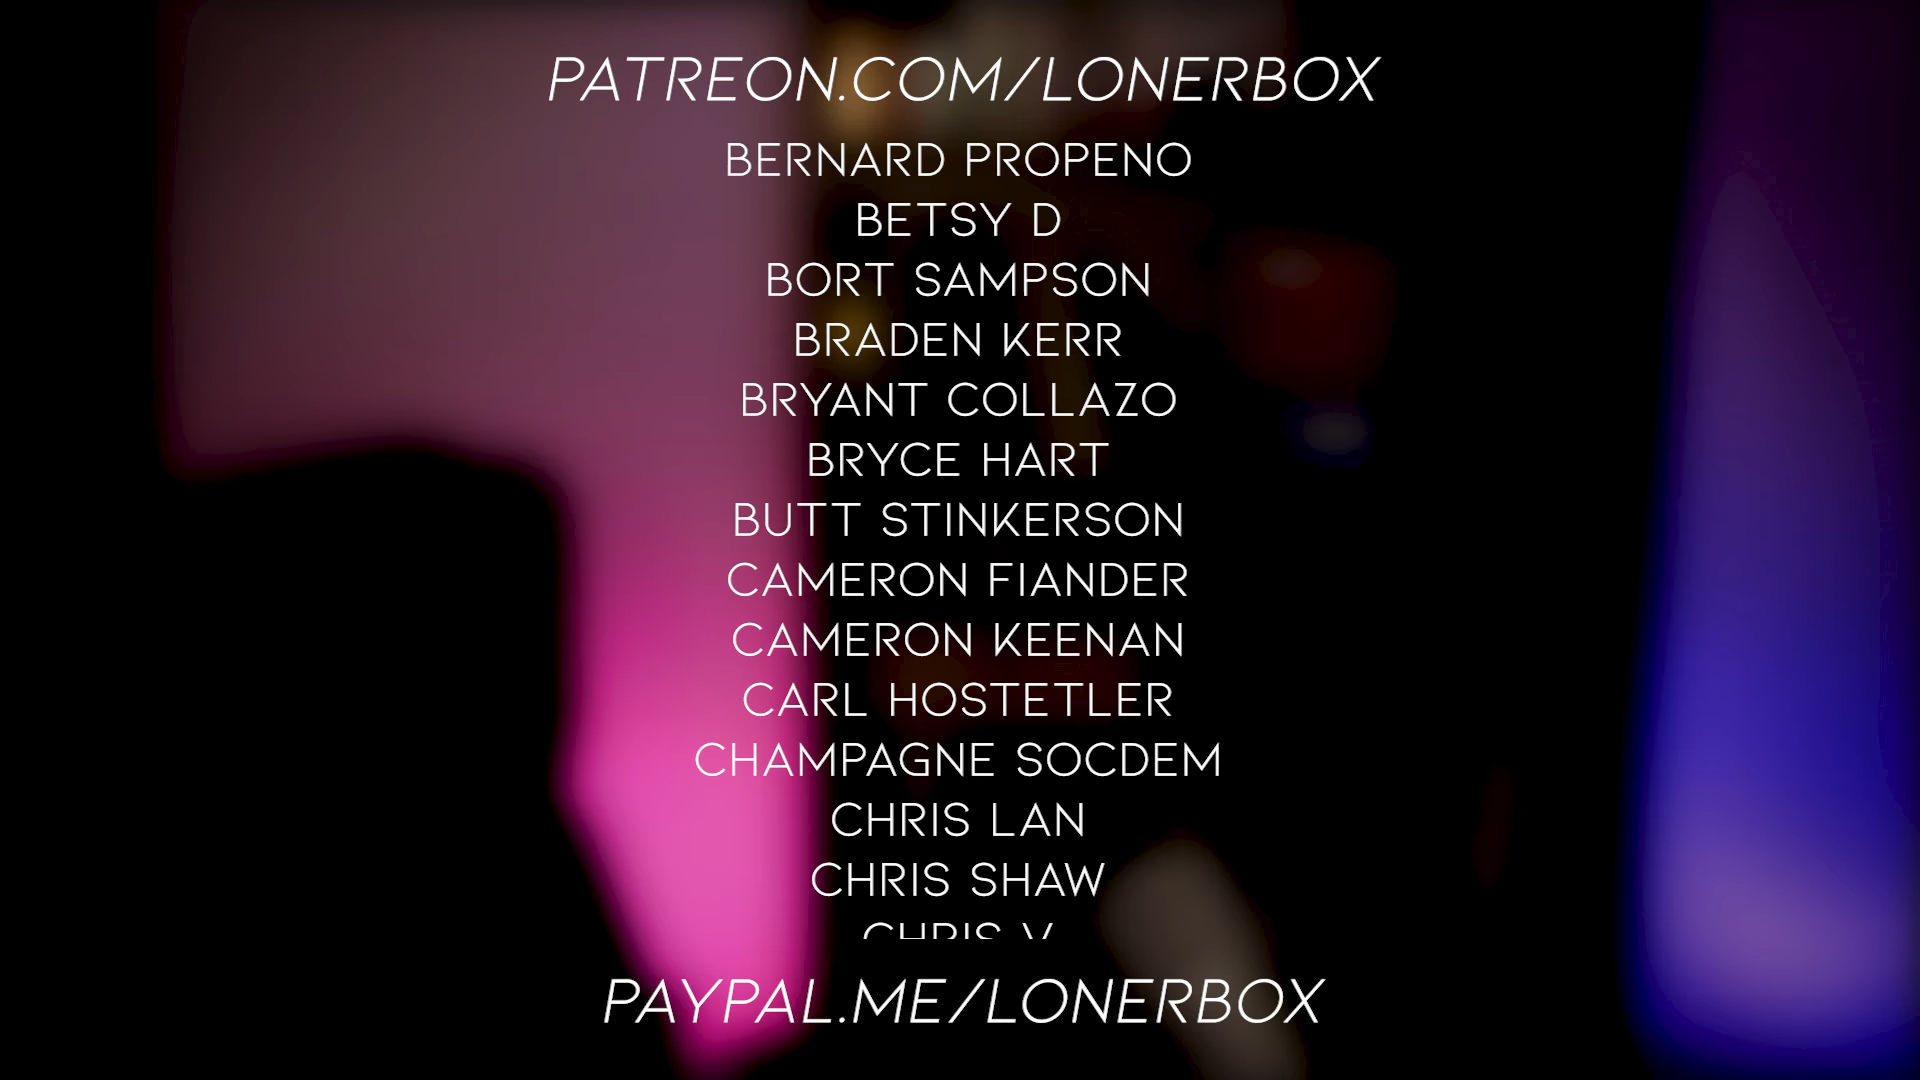 PATREON.COM/LONERBOX
BERNARD PROPENO
BETSY D
BORT SAMPSON
BRADEN KERR
BRYANT COLLAZO
BRYCE HART
BUTT STINKERSON
CAMERON FIANDER
CAMERON KEENAN
CARL HOSTETLER
CHAMPAGNE SOCDEM
CHRIS LAN
CHRIS SHAW
CHRIS
PAYPAL.ME/LONERBOX